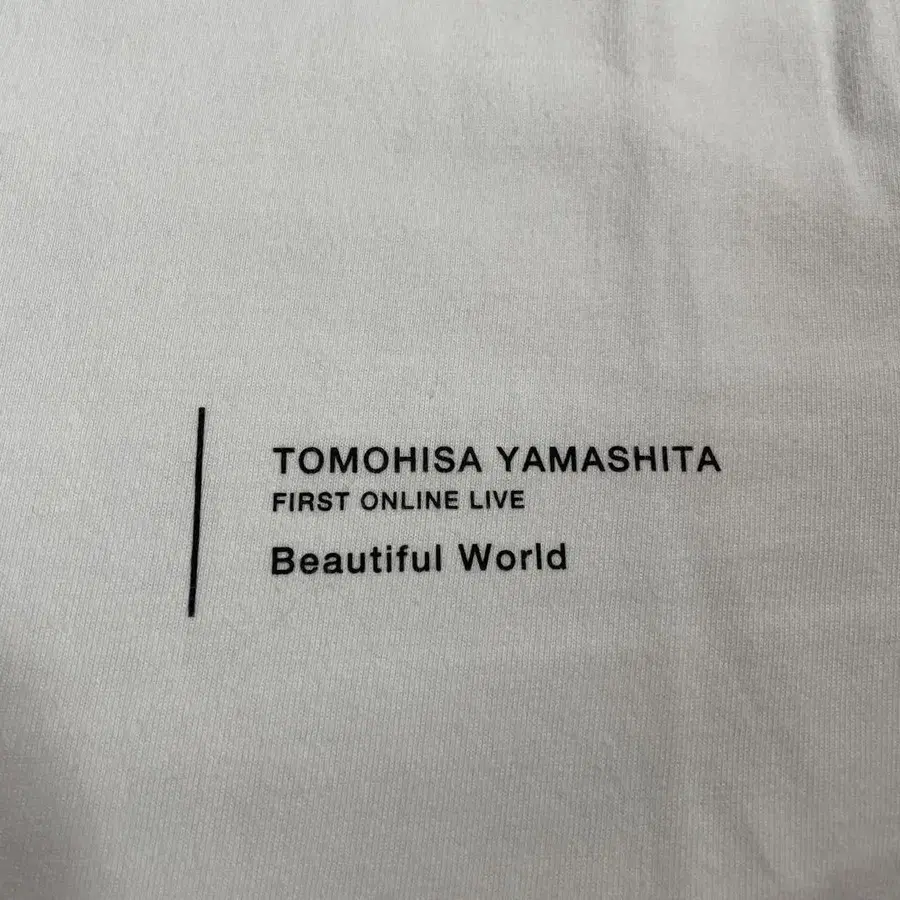 TOMOHISA YAMASHITA
FIRST ONLINE LIVE
Beautiful World